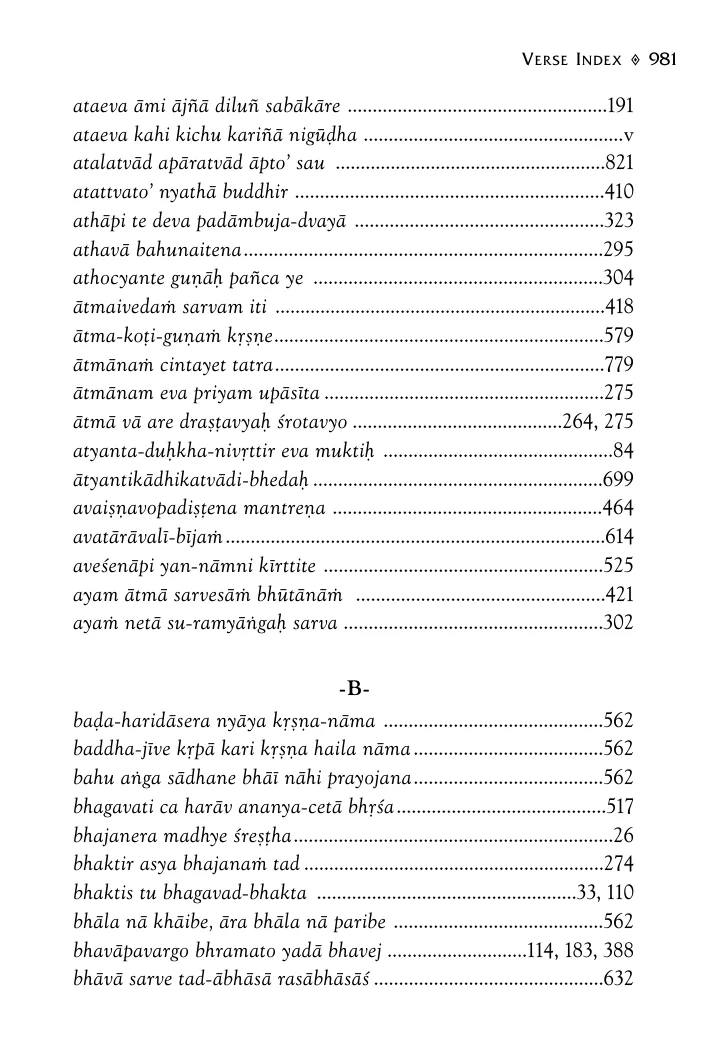 VERSE INDEX ◈ 981
ataeva āmi ājñā diluñ sabākāre ....................................................191
ataeva kahi kichu kariñā nigūḍha ....................................................v
atalatvād apāratvād āpto’ sau ......................................................821
atattvato’ nyathā buddhir ..............................................................410
athāpi te deva padāmbuja-dvayā ..................................................323
athavā bahunaitena........................................................................295
athocyante guṇāḥ pañca ye ..........................................................304
ātmaivedaṁ sarvam iti ..................................................................418
ātma-koṭi-guṇaṁ kṛṣṇe..................................................................579
ātmānaṁ cintayet tatra..................................................................779
ātmānam eva priyam upāsīta ........................................................275
ātmā vā are draṣṭavyaḥ śrotavyo ..........................................264, 275
atyanta-duḥkha-nivṛttir eva muktiḥ ..............................................84
ātyantikādhikatvādi-bhedaḥ ..........................................................699
avaiṣṇavopadiṣṭena mantreṇa ......................................................464
avatārāvalī-bījaṁ............................................................................614
aveśenāpi yan-nāmni kīrttite ........................................................525
ayam ātmā sarvesāṁ bhūtānāṁ ..................................................421
ayaṁ netā su-ramyāṅgaḥ sarva ....................................................302
-B-
baḍa-haridāsera nyāya kṛṣṇa-nāma ............................................562
baddha-jīve kṛpā kari kṛṣṇa haila nāma......................................562
bahu aṅga sādhane bhāī nāhi prayojana......................................562
bhagavati ca harāv ananya-cetā bhṛśa..........................................517
bhajanera madhye śreṣṭha................................................................26
bhaktir asya bhajanaṁ tad ............................................................274
bhaktis tu bhagavad-bhakta ....................................................33, 110
bhāla nā khāibe, āra bhāla nā paribe ..........................................562
bhavāpavargo bhramato yadā bhavej ............................114, 183, 388
bhāvā sarve tad-ābhāsā rasābhāsāś ..............................................632